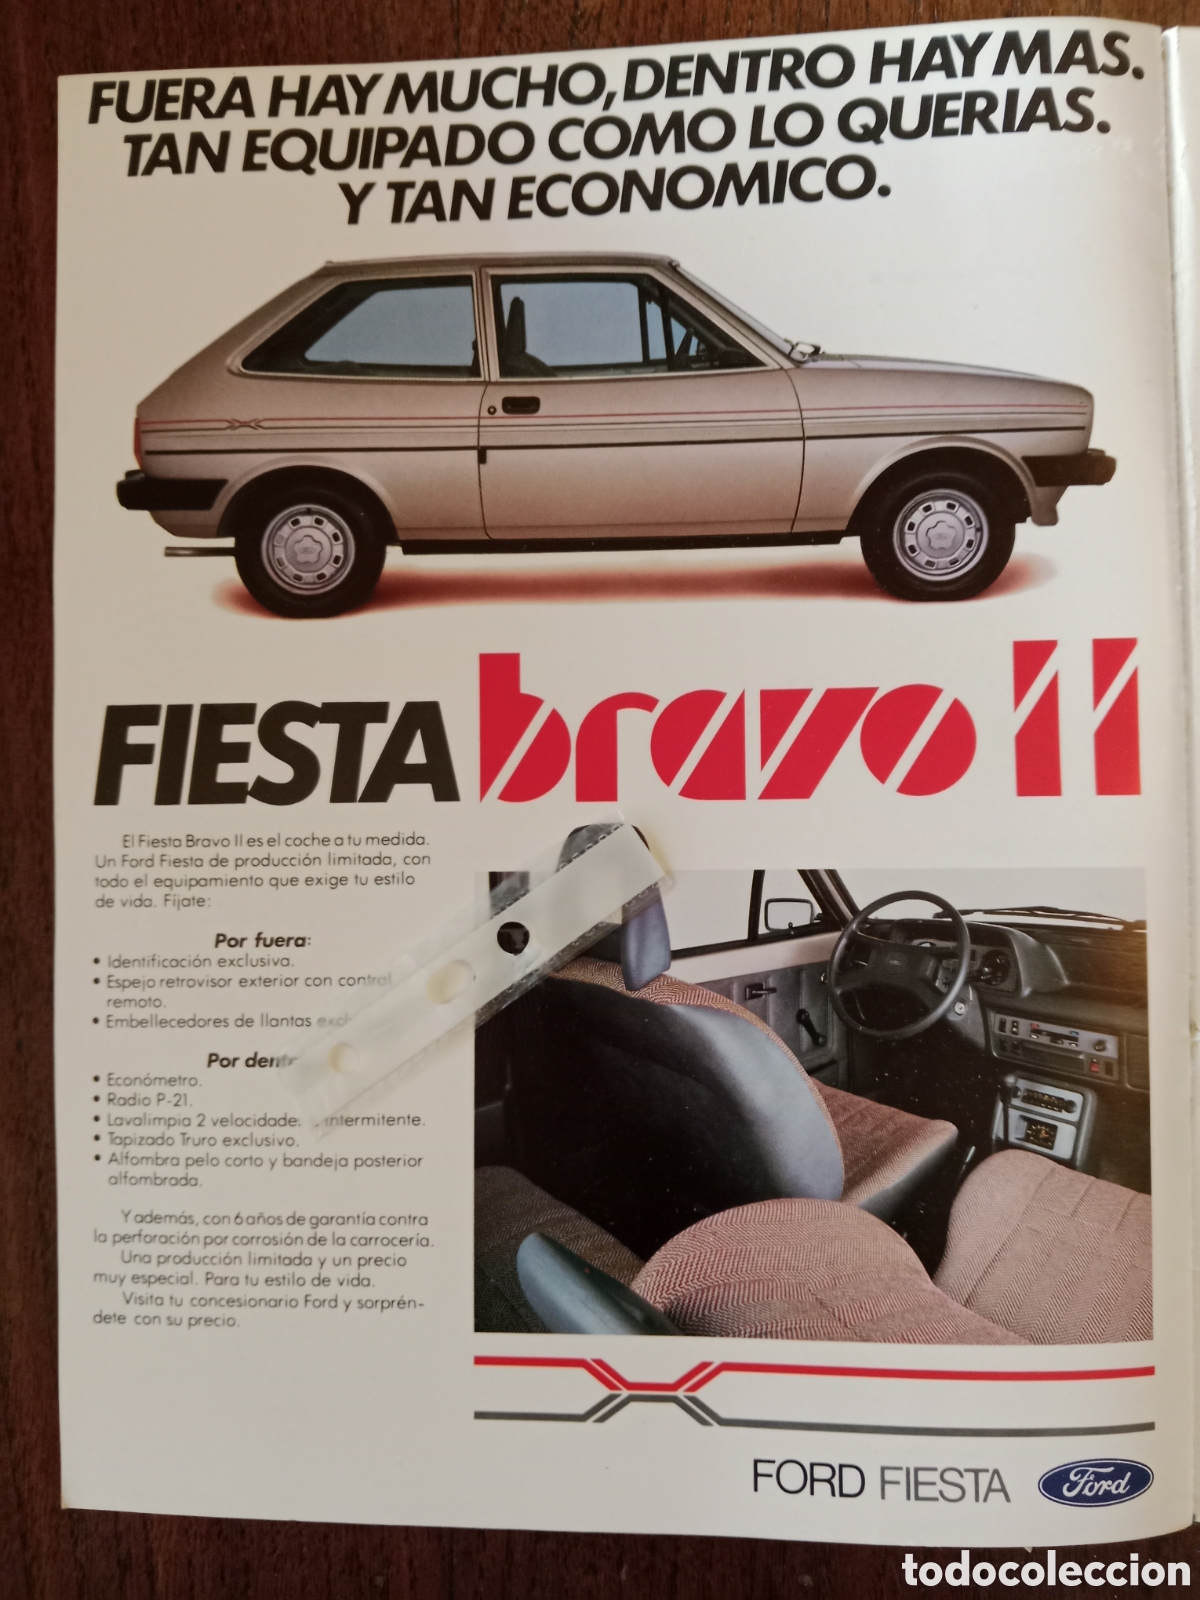 FUERA HAY MUCHO, DENTRO HAY MAS.
TAN EQUIPADO COMO LO QUERIAS.
Y TAN ECONOMICO.
FIESTA bravo II
El Fiesta Bravo II es el coche a tu medida.
Un Ford Fiesta de producción limitada, con
todo el equipamiento que exige tu estilo
de vida. Fíjate:
Por fuera:
• Identificación exclusiva.
• Espejo retrovisor exterior con control
remoto.
• Embellecedores de llantas
Por
• Económetro.
• Radio P-21.
• Lavalimpia 2 velocidades intermitente.
• Tapizado Truro exclusivo.
• Alfombra pelo corto y bandeja posterior
alfombrada.
Y además, con 6 años de garantía contra
la perforación por corrosión de la carrocería.
Una producción limitada y un precio
muy especial. Para tu estilo de vida.
Visita tu concesionario Ford y sorprén-
dete con su precio.
FORD FIESTA Ford
todocoleccion